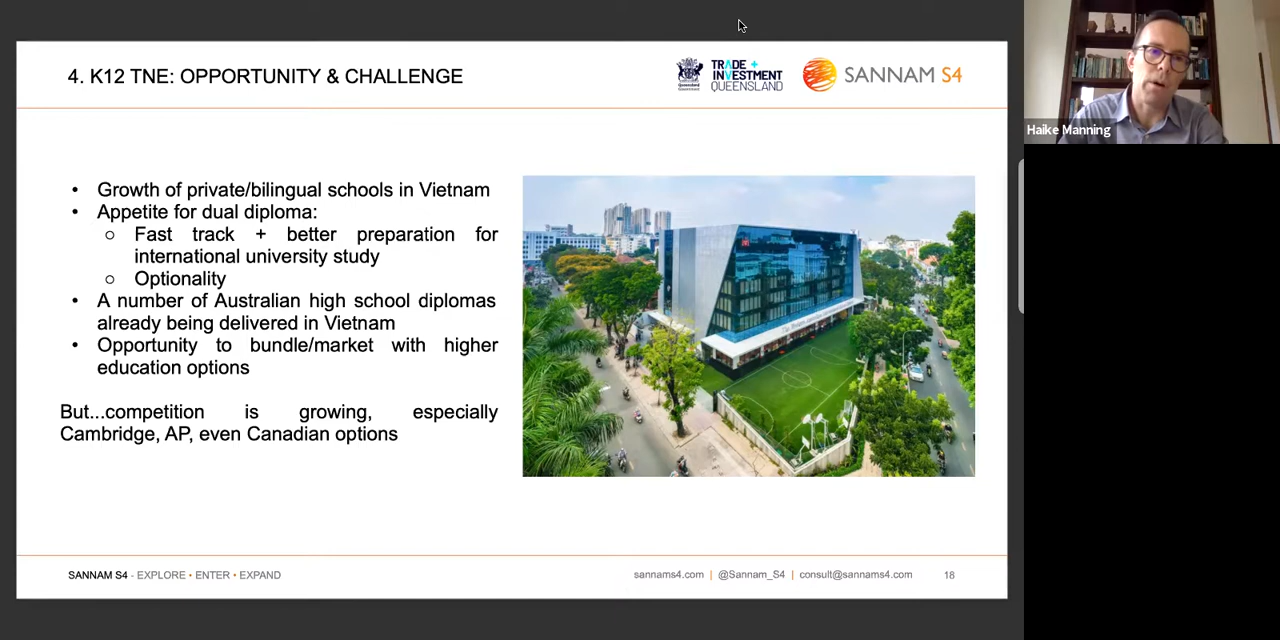 4. K12 TNE: OPPORTUNITY & CHALLENGE
TRADE +
INVESTMENT
QUEENSLAND
SANNAM S4
Haike Manning
• Growth of private/bilingual schools in Vietnam
• Appetite for dual diploma:
○ Fast track + better preparation for
international university study
○ Optionality
• A number of Australian high school diplomas
already being delivered in Vietnam
• Opportunity to bundle/market with higher
education options
But...competition is growing, especially
Cambridge, AP, even Canadian options
SANNAM S4 - EXPLORE • ENTER • EXPAND
sannams4.com | @Sannam_S4 | consult@sannams4.com 18